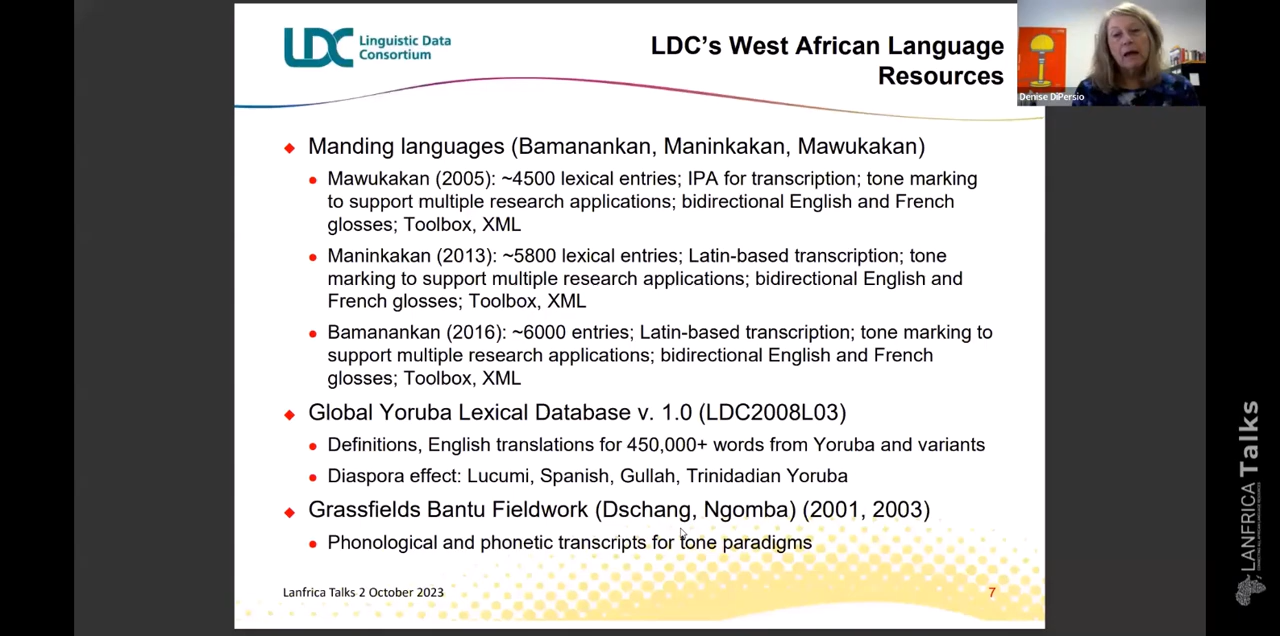 LDC Linguistic Data
Consortium
LDC's West African Language
Resources
Denise DiPersio
Manding languages (Bamanankan, Maninkakan, Mawukakan)
Mawukakan (2005): ~4500 lexical entries; IPA for transcription; tone marking
to support multiple research applications; bidirectional English and French
glosses; Toolbox, XML
Maninkakan (2013): ~5800 lexical entries; Latin-based transcription; tone
marking to support multiple research applications; bidirectional English and
French glosses; Toolbox, XML
Bamanankan (2016): ~6000 entries; Latin-based transcription; tone marking to
support multiple research applications; bidirectional English and French
glosses; Toolbox, XML
Global Yoruba Lexical Database v. 1.0 (LDC2008L03)
Definitions, English translations for 450,000+ words from Yoruba and variants
Diaspora effect: Lucumi, Spanish, Gullah, Trinidadian Yoruba
Grassfields Bantu Fieldwork (Dschang, Ngomba) (2001, 2003)
Phonological and phonetic transcripts for tone paradigms
Lanfrica Talks 2 October 2023
7
LANFRICA Talks